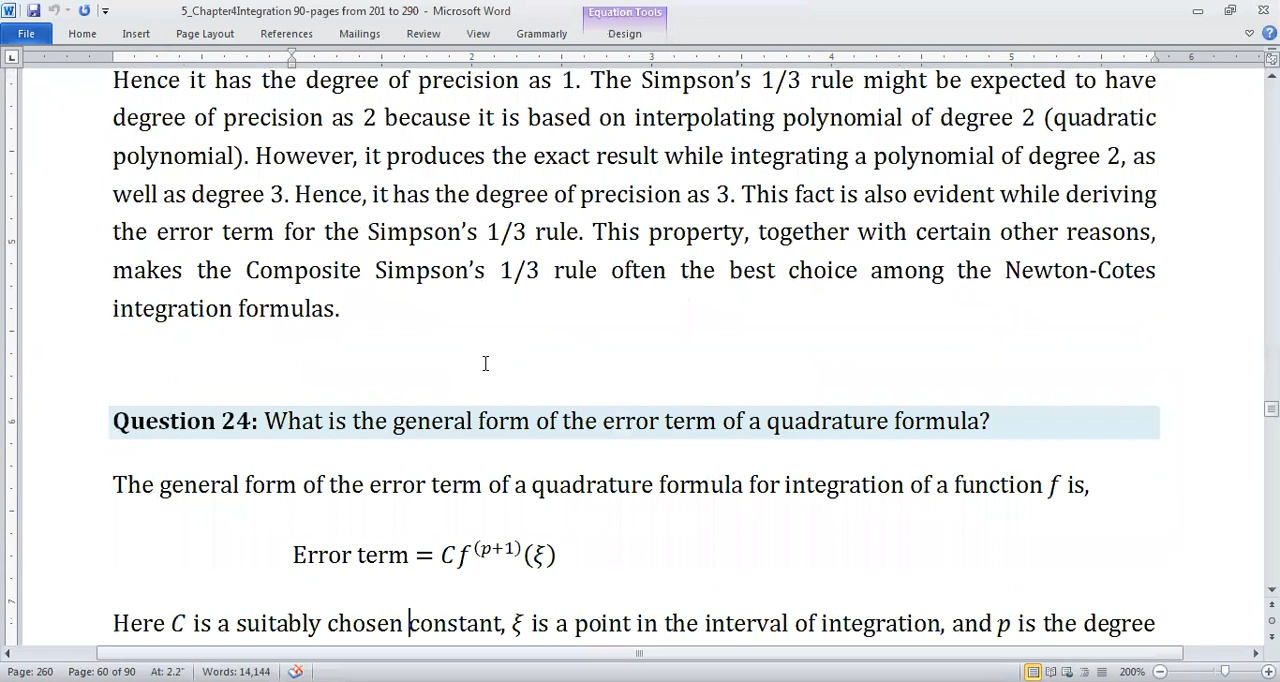 5_Chapter4Integration 90-pages from 201 to 290 - Microsoft Word
Equation Tools
File Home Insert Page Layout References Mailings Review View Grammarly Design
1 2 3 4 5 6
Hence it has the degree of precision as 1. The Simpson's 1/3 rule might be expected to have
degree of precision as 2 because it is based on interpolating polynomial of degree 2 (quadratic
polynomial). However, it produces the exact result while integrating a polynomial of degree 2, as
well as degree 3. Hence, it has the degree of precision as 3. This fact is also evident while deriving
the error term for the Simpson's 1/3 rule. This property, together with certain other reasons,
makes the Composite Simpson's 1/3 rule often the best choice among the Newton-Cotes
integration formulas.
Question 24: What is the general form of the error term of a quadrature formula?
The general form of the error term of a quadrature formula for integration of a function f is,
Error term = Cf^(p+1)(ξ)
Here C is a suitably chosen constant, ξ is a point in the interval of integration, and p is the degree
Page: 260 Page: 60 of 90 At: 2.2" Words: 14,144 200%